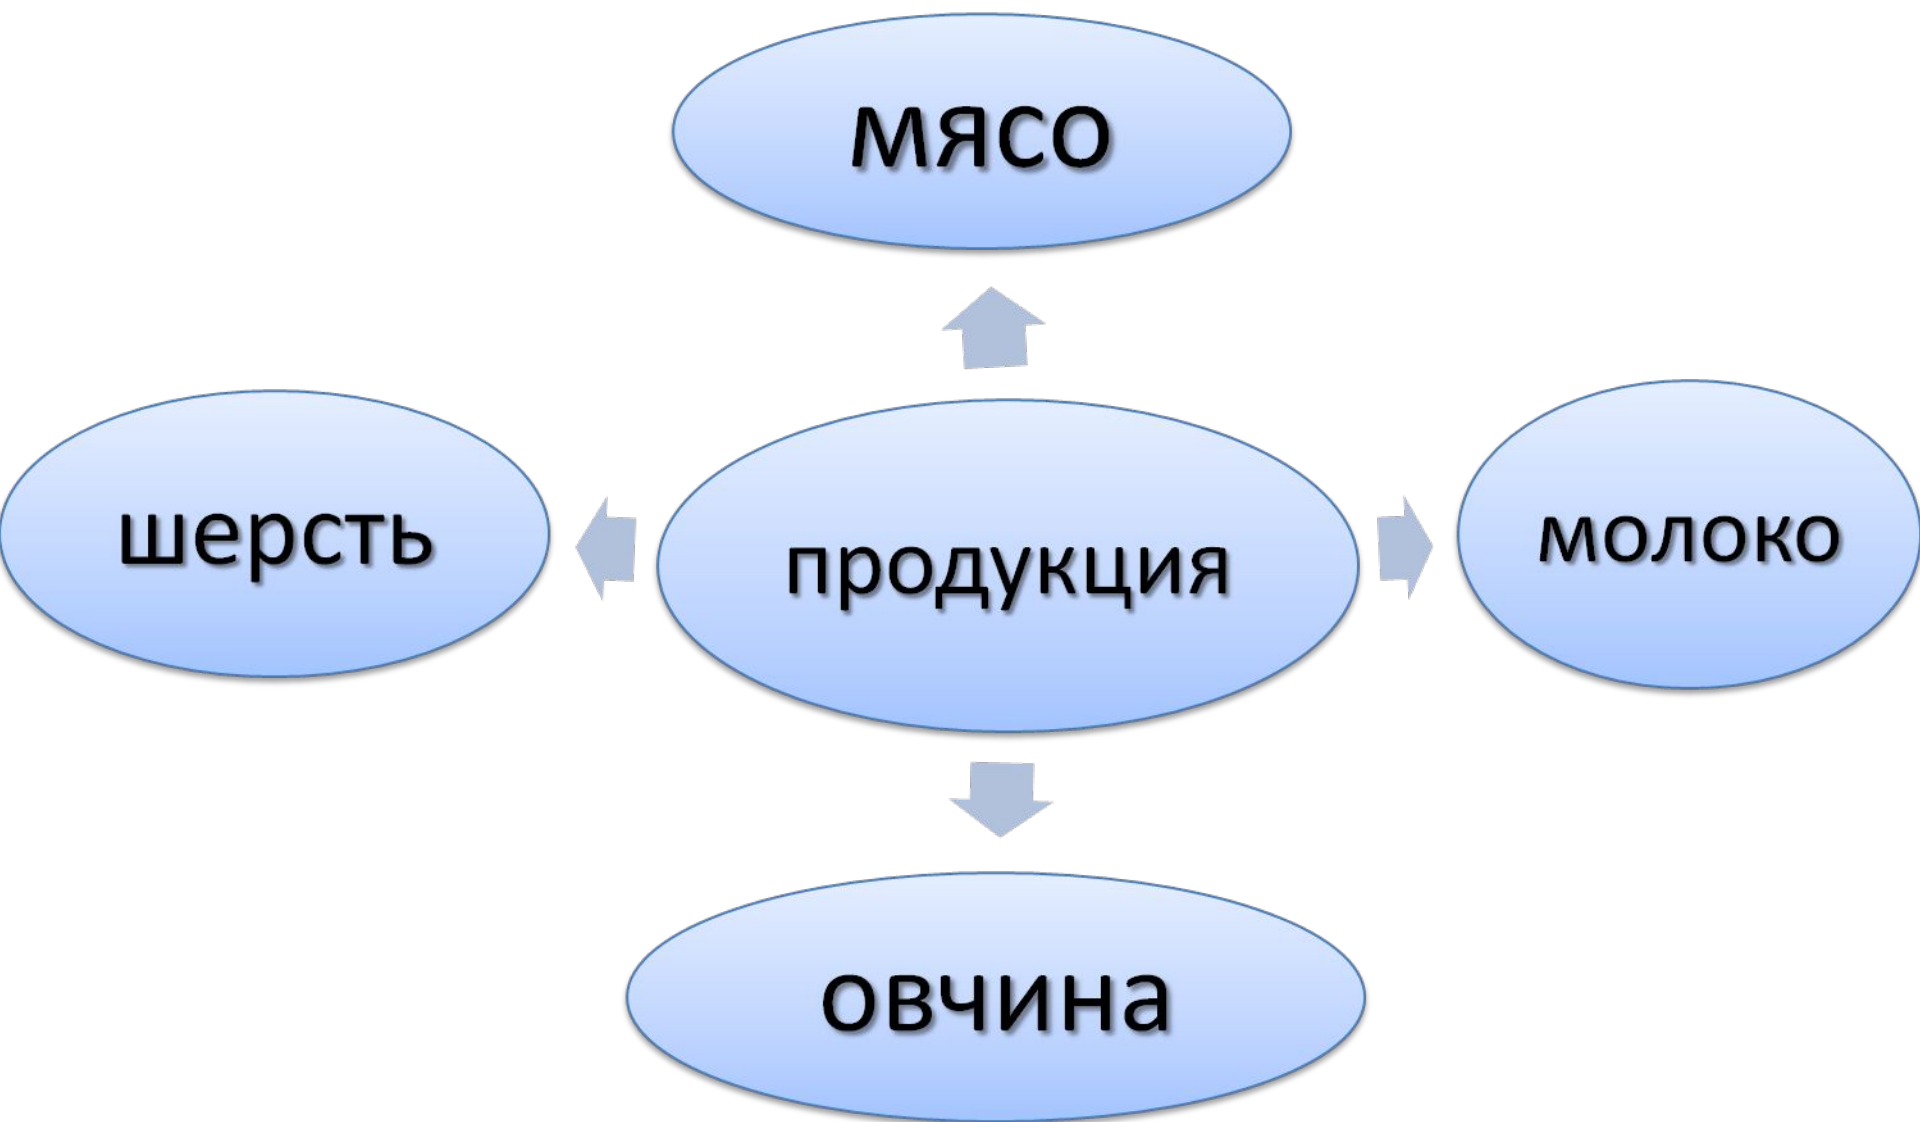 мясо
шерсть
продукция
молоко
овчина